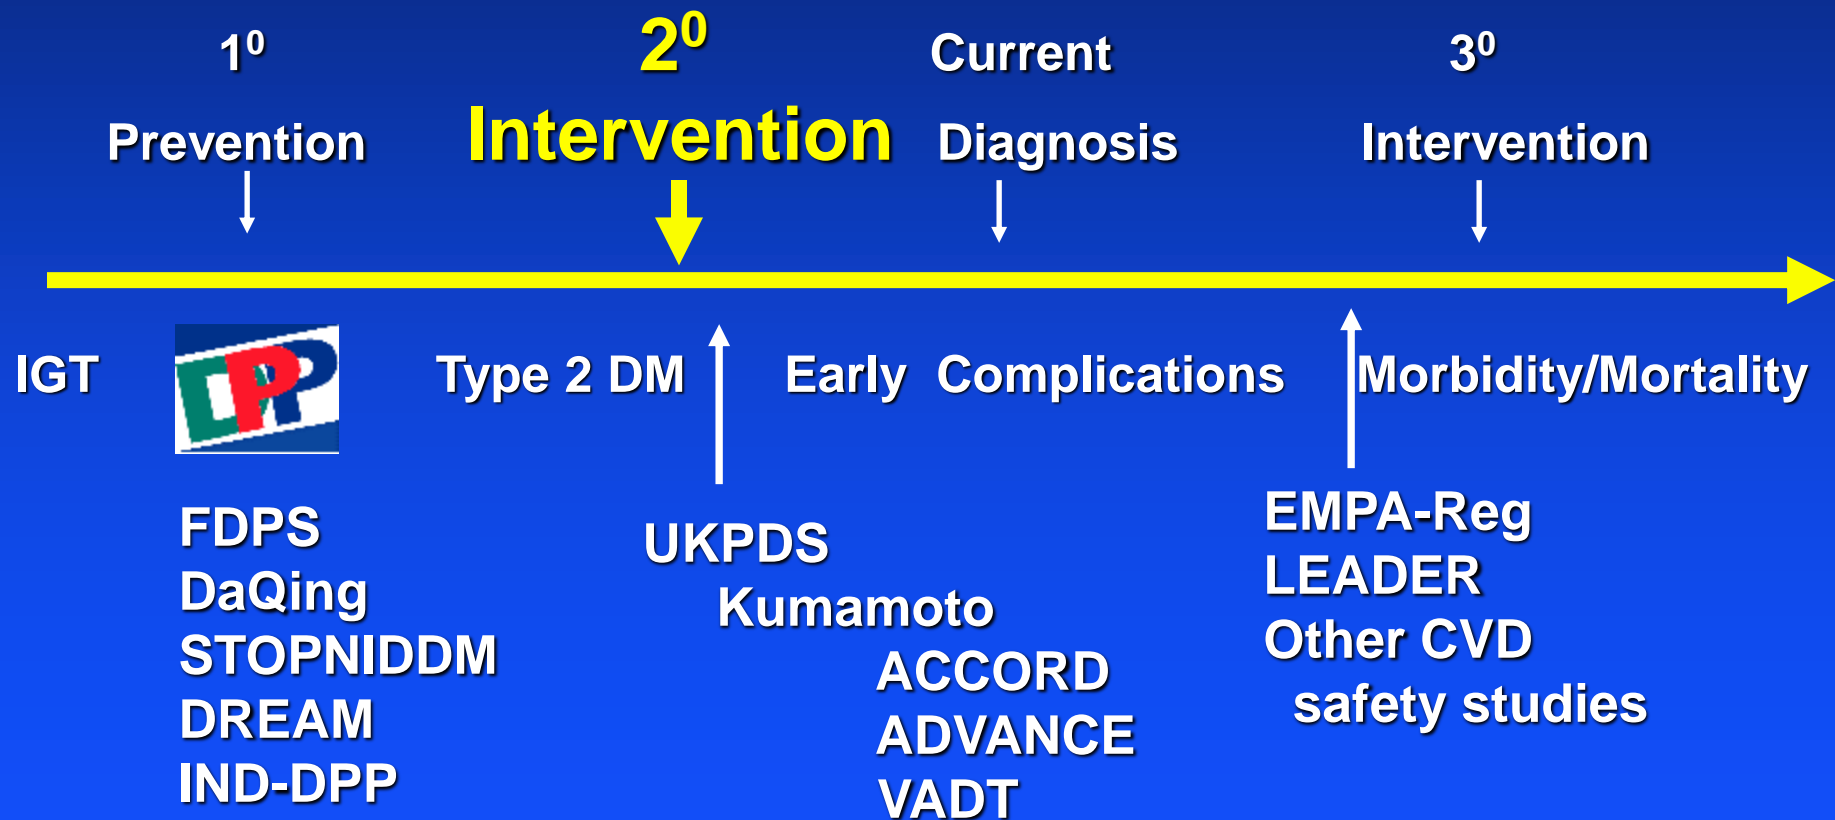 1⁰ 2⁰ Current 3⁰
Prevention Intervention Diagnosis Intervention
IGT DPP Type 2 DM Early Complications Morbidity/Mortality
FDPS
DaQing
STOPNIDDM
DREAM
IND-DPP
UKPDS
Kumamoto
ACCORD
ADVANCE
VADT
EMPA-Reg
LEADER
Other CVD
safety studies